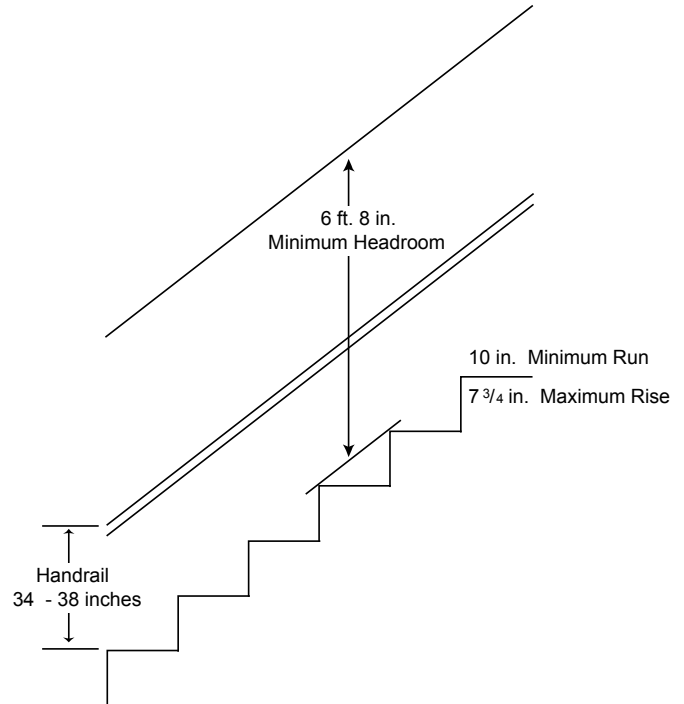 6 ft. 8 in.
Minimum Headroom
10 in. Minimum Run
7 3/4 in. Maximum Rise
Handrail
34 - 38 inches